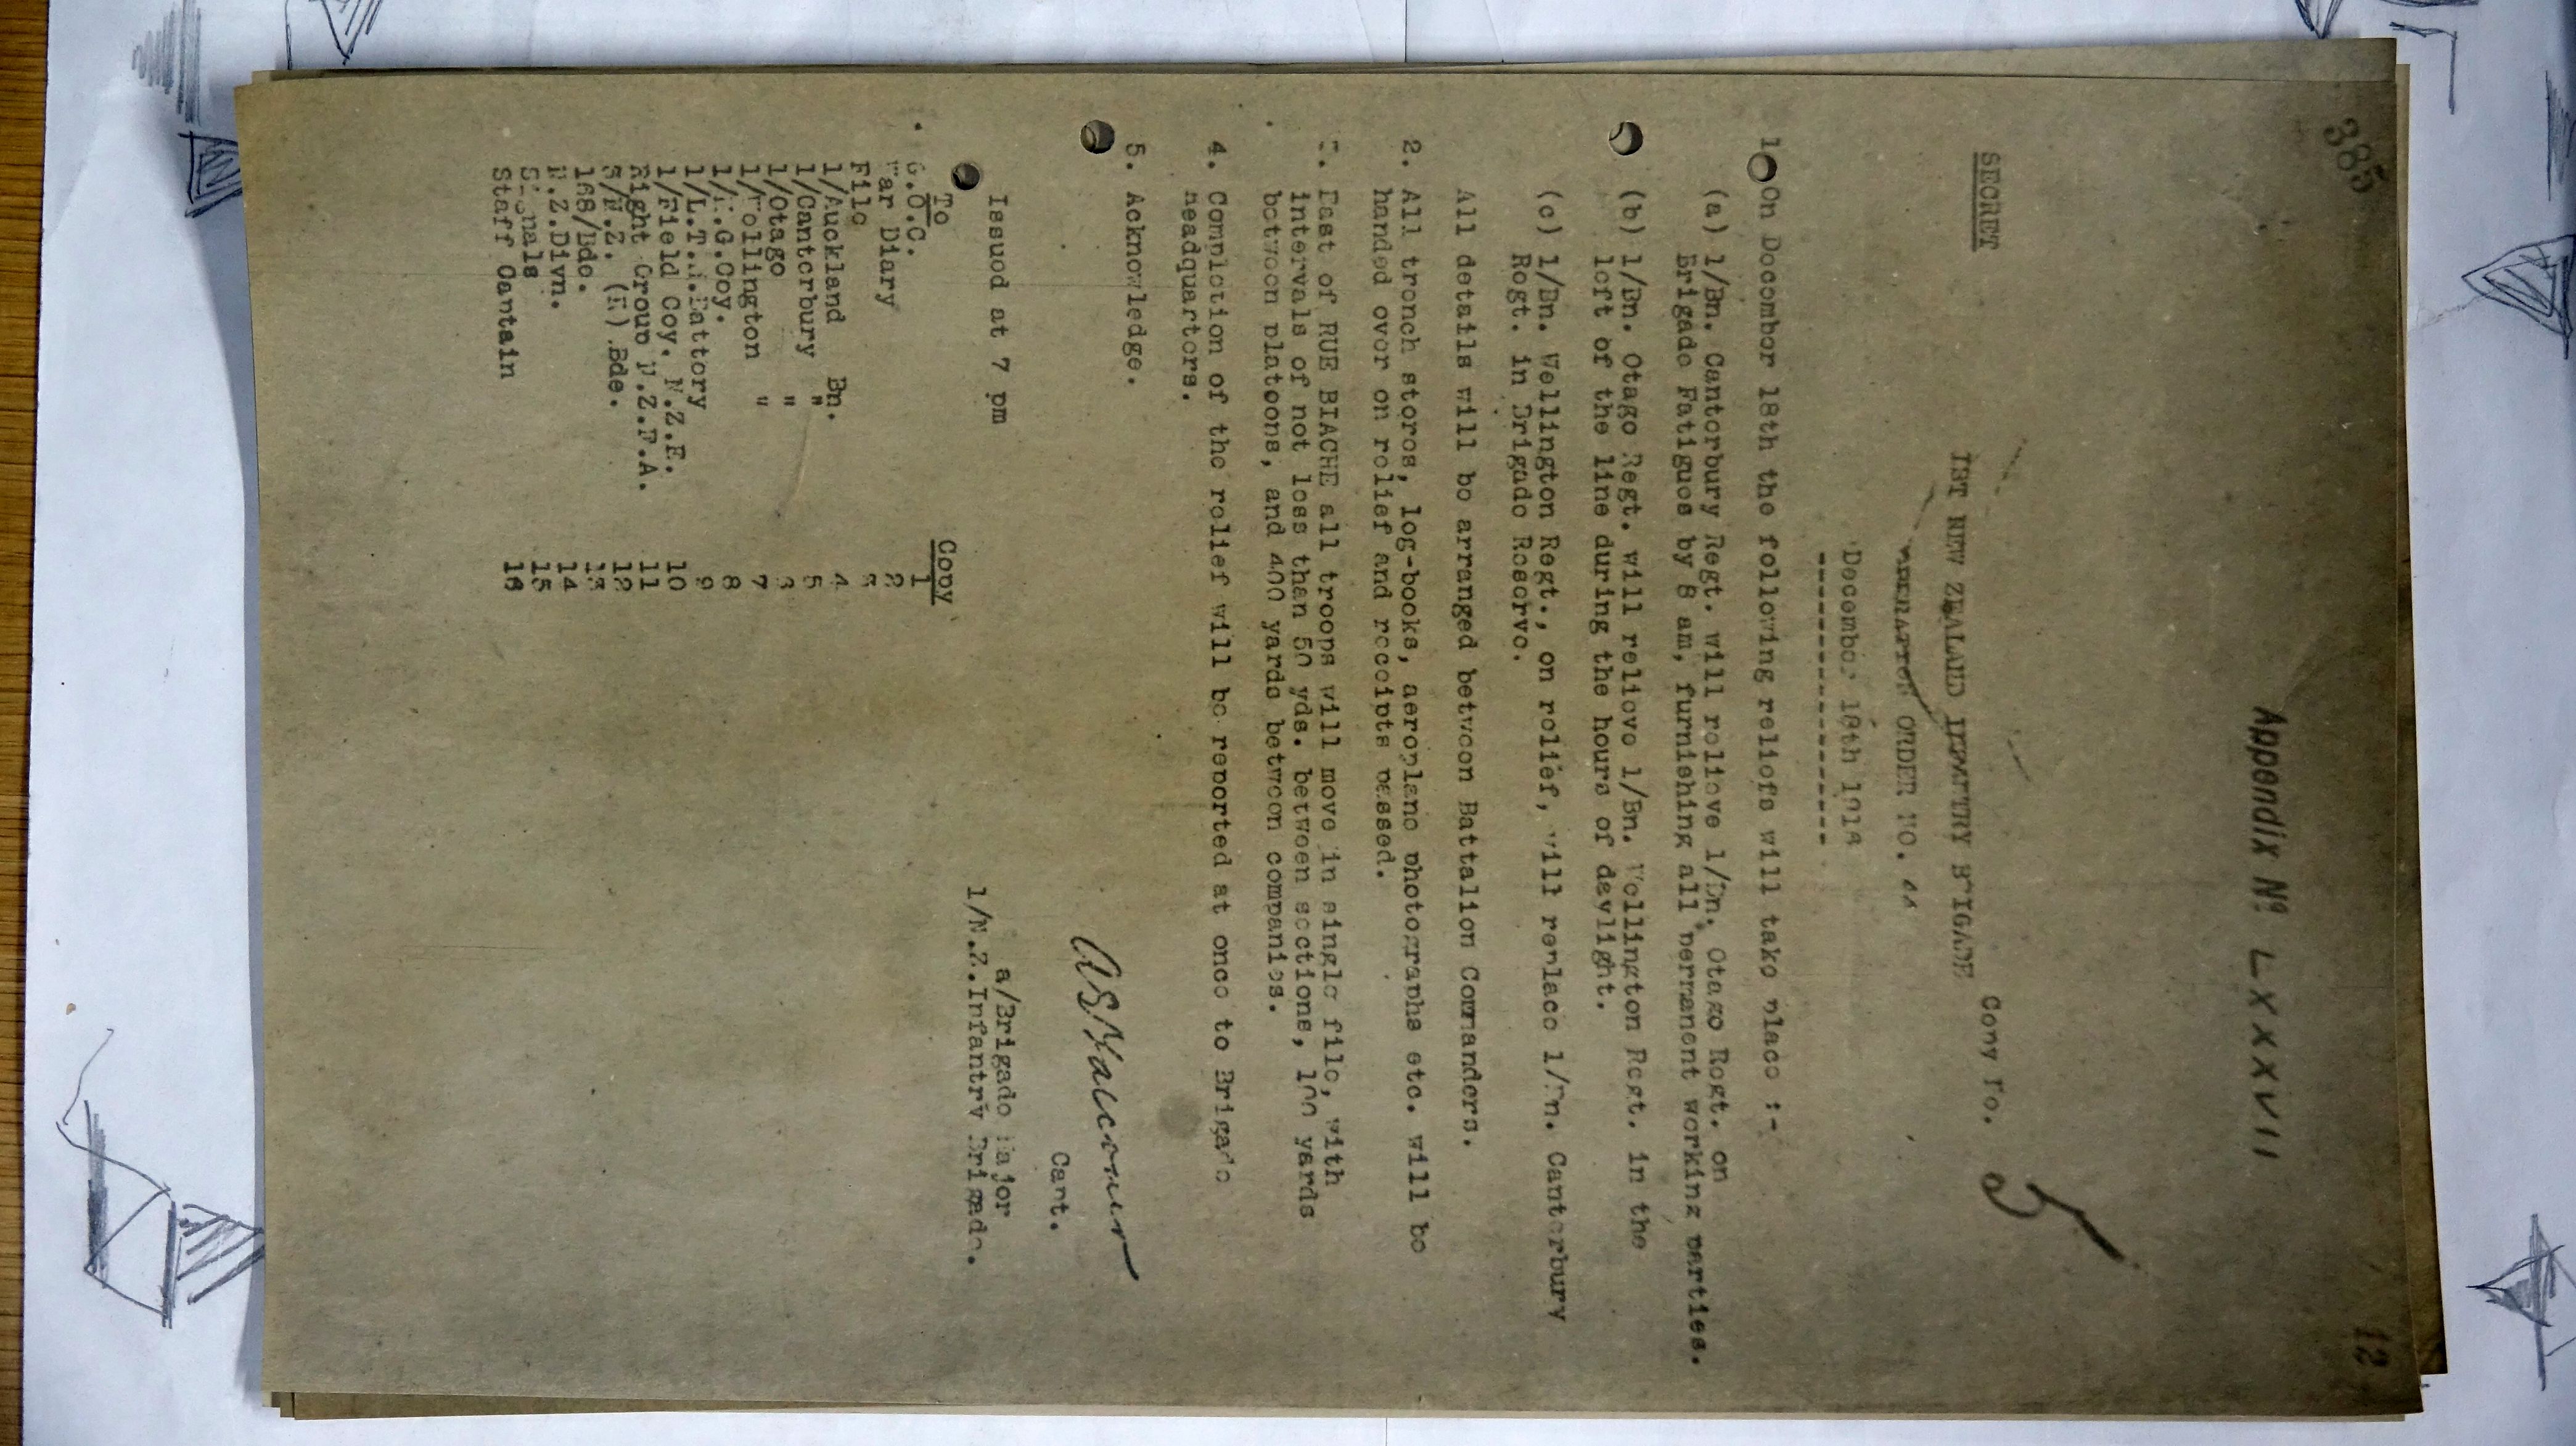 385
12
Appendix Nº LXXXVII
SECRET
Copy No.
1ST NEW ZEALAND INFANTRY BRIGADE
OPERATION ORDER NO.
December 18th 1916
1. On December 18th the following reliefs will take place :-
(a) 1/Bn. Canterbury Regt. will relieve 1/Bn. Otago Regt. on
Brigade Fatigues by 8 am, furnishing all permanent working parties.
(b) 1/Bn. Otago Regt. will relieve 1/Bn. Wellington Regt. in the
left of the line during the hours of daylight.
(c) 1/Bn. Wellington Regt., on relief, will replace 1/Bn. Canterbury
Regt. in Brigade Reserve.
All details will be arranged between Battalion Commanders.
2. All trench stores, log-books, aeroplane photographs etc. will be
handed over on relief and receipts passed.
3. East of RUE BIACHE all troops will move in single file, with
intervals of not less than 50 yds. between sections, 100 yards
between platoons, and 400 yards between companies.
4. Completion of the relief will be reported at once to Brigade
Headquarters.
5. Acknowledge.
Capt.
a/Brigade Major
1/N.Z.Infantry Brigade.
Issued at 7 pm
To Copy
G.O.C. 1
War Diary 2
File 3
1/Auckland Bn. 4
1/Canterbury " 5
1/Otago " 6
1/Wellington " 7
1/M.G.Coy. 8
1/L.T.M.Battery 9
1/Field Coy. N.Z.E. 10
Right Group N.Z.F.A. 11
3/N.Z. (R) Bde. 12
168/Bde. 13
N.Z.Divn. 14
Signals 15
Staff Captain 16